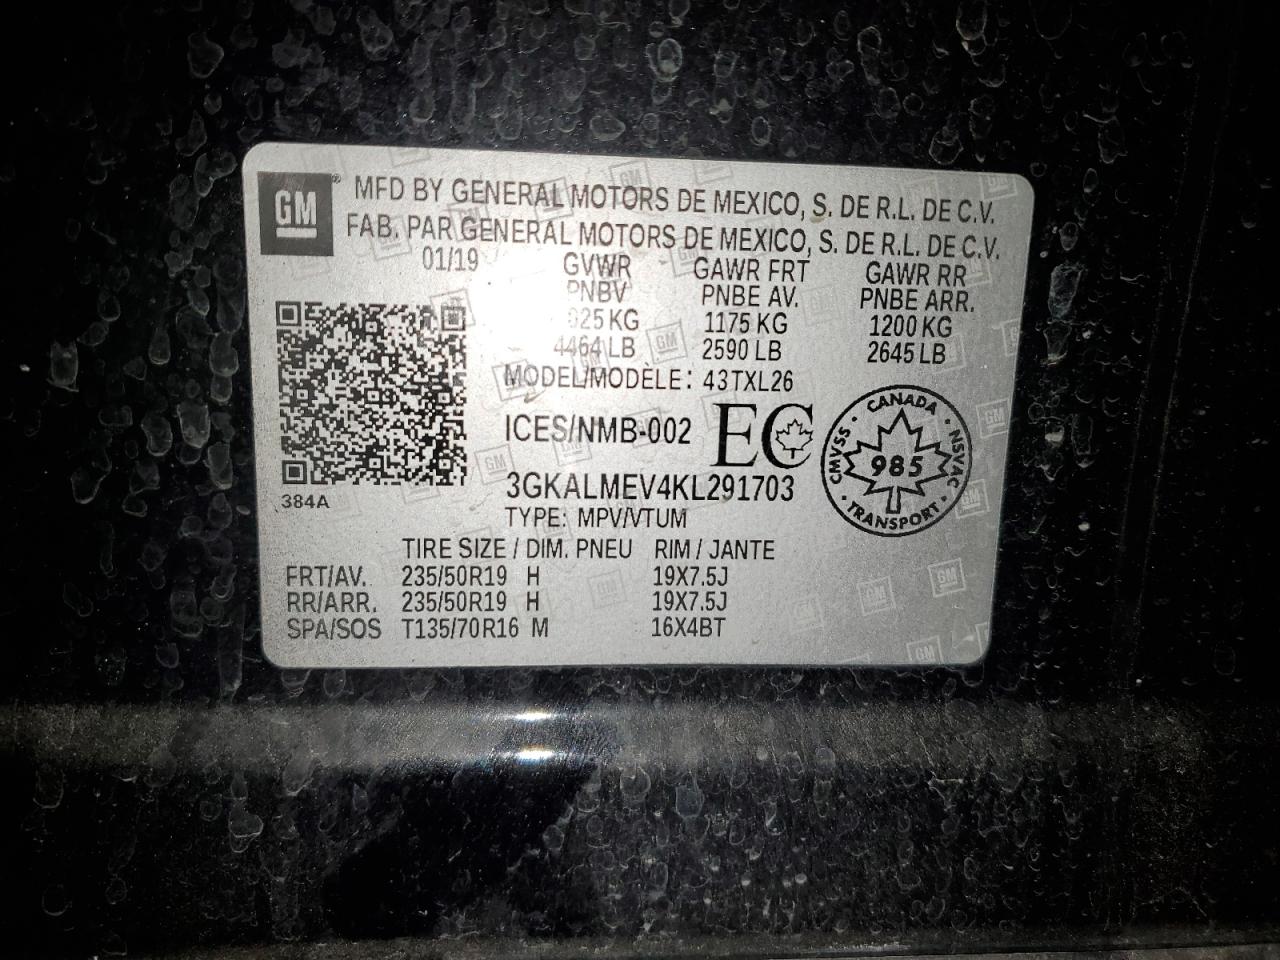 GM ® MFD BY GENERAL MOTORS DE MEXICO, S. DE R.L. DE C.V.
FAB. PAR GENERAL MOTORS DE MEXICO, S. DE R.L. DE C.V.
01/19 GVWR GAWR FRT GAWR RR
PNBV PNBE AV. PNBE ARR.
KG 1175 KG 1200 KG
4464 LB 2590 LB 2645 LB
MODEL/MODÈLE: 43TXL26
ICES/NMB-002 EC
CANADA
CMVSS 985 NSVAC
TRANSPORT
3GKALMEV4KL291703
384A
TYPE: MPV/VTUM
TIRE SIZE / DIM. PNEU RIM / JANTE
FRT/AV. 235/50R19 H 19X7.5J
RR/ARR. 235/50R19 H 19X7.5J
SPA/SOS T135/70R16 M 16X4BT